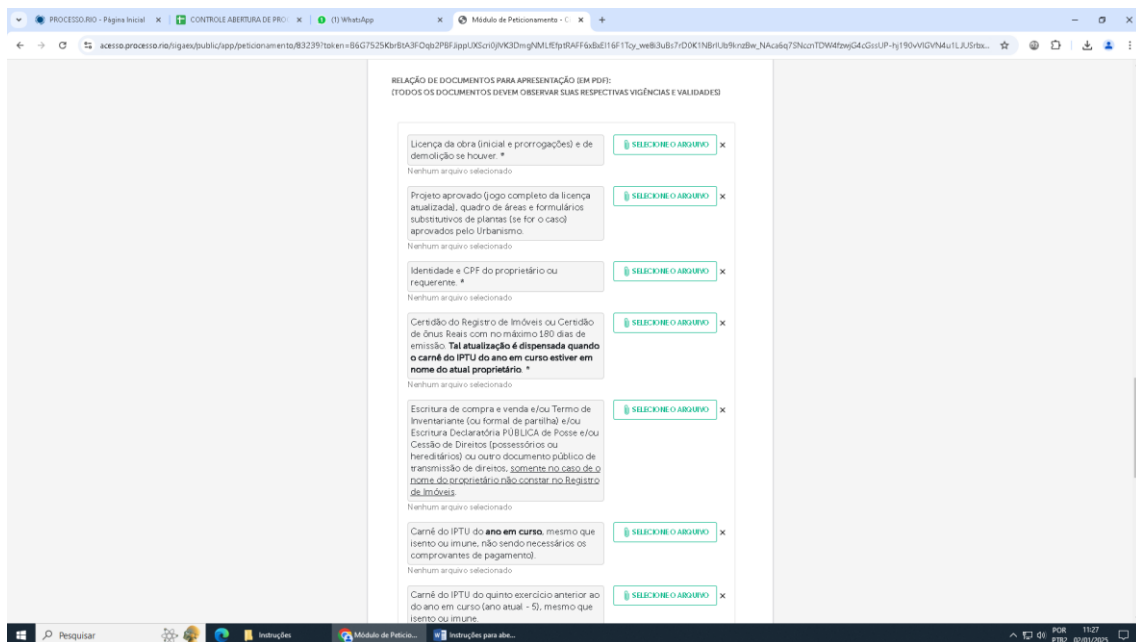 PROCESSO.RIO - Página Inicial
CONTROLE ABERTURA DE PRO
(1) WhatsApp
Módulo de Peticionamento - C
RELAÇÃO DE DOCUMENTOS PARA APRESENTAÇÃO (EM PDF):
(TODOS OS DOCUMENTOS DEVEM OBSERVAR SUAS RESPECTIVAS VIGÊNCIAS E VALIDADES)
Licença da obra (inicial e prorrogações) e de
demolição se houver. *
SELECIONE O ARQUIVO
Nenhum arquivo selecionado
Projeto aprovado (jogo completo da licença
atualizada), quadro de áreas e formulários
substitutivos de plantas (se for o caso)
aprovados pelo Urbanismo.
SELECIONE O ARQUIVO
Nenhum arquivo selecionado
Identidade e CPF do proprietário ou
requerente. *
SELECIONE O ARQUIVO
Nenhum arquivo selecionado
Certidão do Registro de Imóveis ou Certidão
de ônus Reais com no máximo 180 dias de
emissão. Tal atualização é dispensada quando
o carnê do IPTU do ano em curso estiver em
nome do atual proprietário. *
SELECIONE O ARQUIVO
Nenhum arquivo selecionado
Escritura de compra e venda e/ou Termo de
Inventariante (ou formal de partilha) e/ou
Escritura Declaratória PÚBLICA de Posse e/ou
Cessão de Direitos (possessórios ou
hereditários) ou outro documento público de
transmissão de direitos, somente no caso de o
nome do proprietário não constar no Registro
de Imóveis.
SELECIONE O ARQUIVO
Nenhum arquivo selecionado
Carnê do IPTU do ano em curso, mesmo que
isento ou imune, não sendo necessários os
comprovantes de pagamento).
SELECIONE O ARQUIVO
Nenhum arquivo selecionado
Carnê do IPTU do quinto exercício anterior ao
do ano em curso (ano atual - 5), mesmo que
isento ou imune.
SELECIONE O ARQUIVO
Pesquisar
Instruções
Módulo de Peticio...
Instruções para abe...
POR
PTB2
11:27
02/01/2025